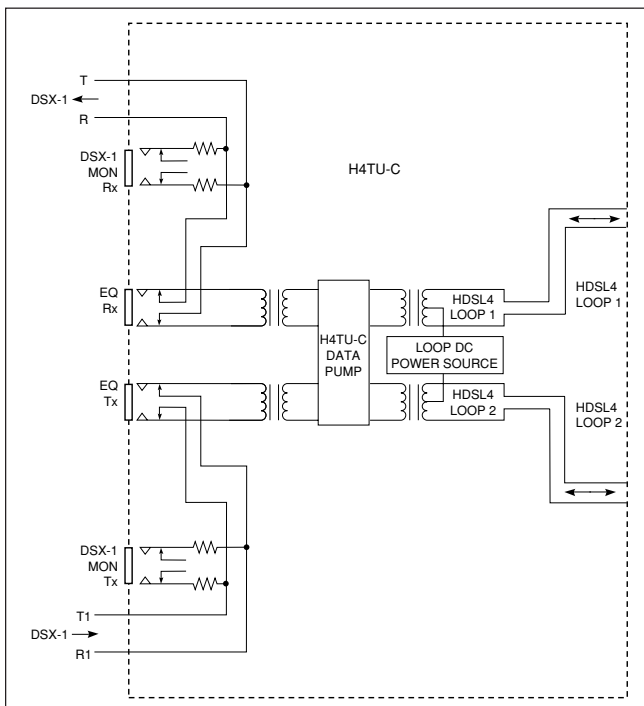 T
DSX-1
R
DSX-1
MON
Rx
H4TU-C
EQ
Rx
H4TU-C
DATA
PUMP
HDSL4
LOOP 1
HDSL4
LOOP 1
LOOP DC
POWER SOURCE
EQ
Tx
HDSL4
LOOP 2
HDSL4
LOOP 2
DSX-1
MON
Tx
T1
DSX-1
R1